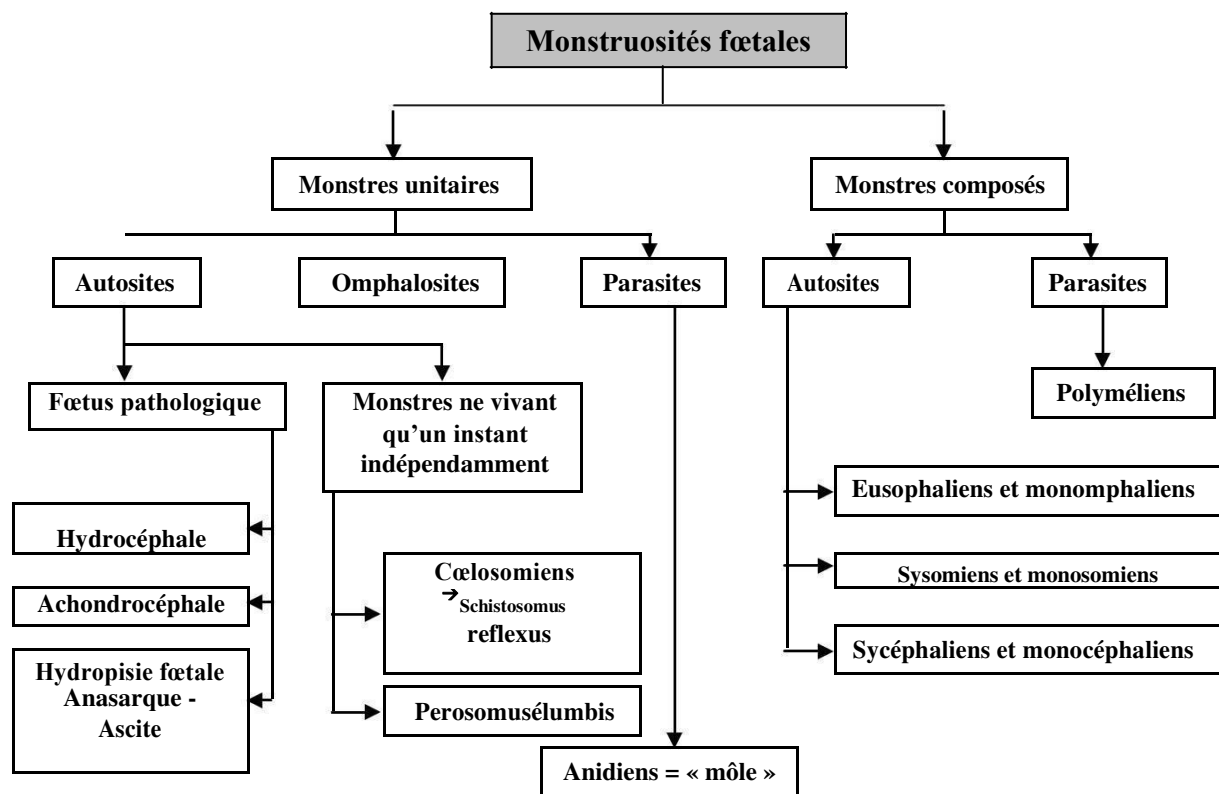 Monstruosités fœtales
Monstres unitaires
Monstres composés
Autosites
Omphalosites
Parasites
Autosites
Parasites
Fœtus pathologique
Monstres ne vivant
qu’un instant
indépendamment
Polyméliens
Eusophaliens et monomphaliens
Hydrocéphale
Cœlosomiens
➔ Schistosomus
reflexus
Sysomiens et monosomiens
Achondrocéphale
Sycéphaliens et monocéphaliens
Hydropisie fœtale
Anasarque -
Ascite
Perosomusélumbis
Anidiens = « môle »